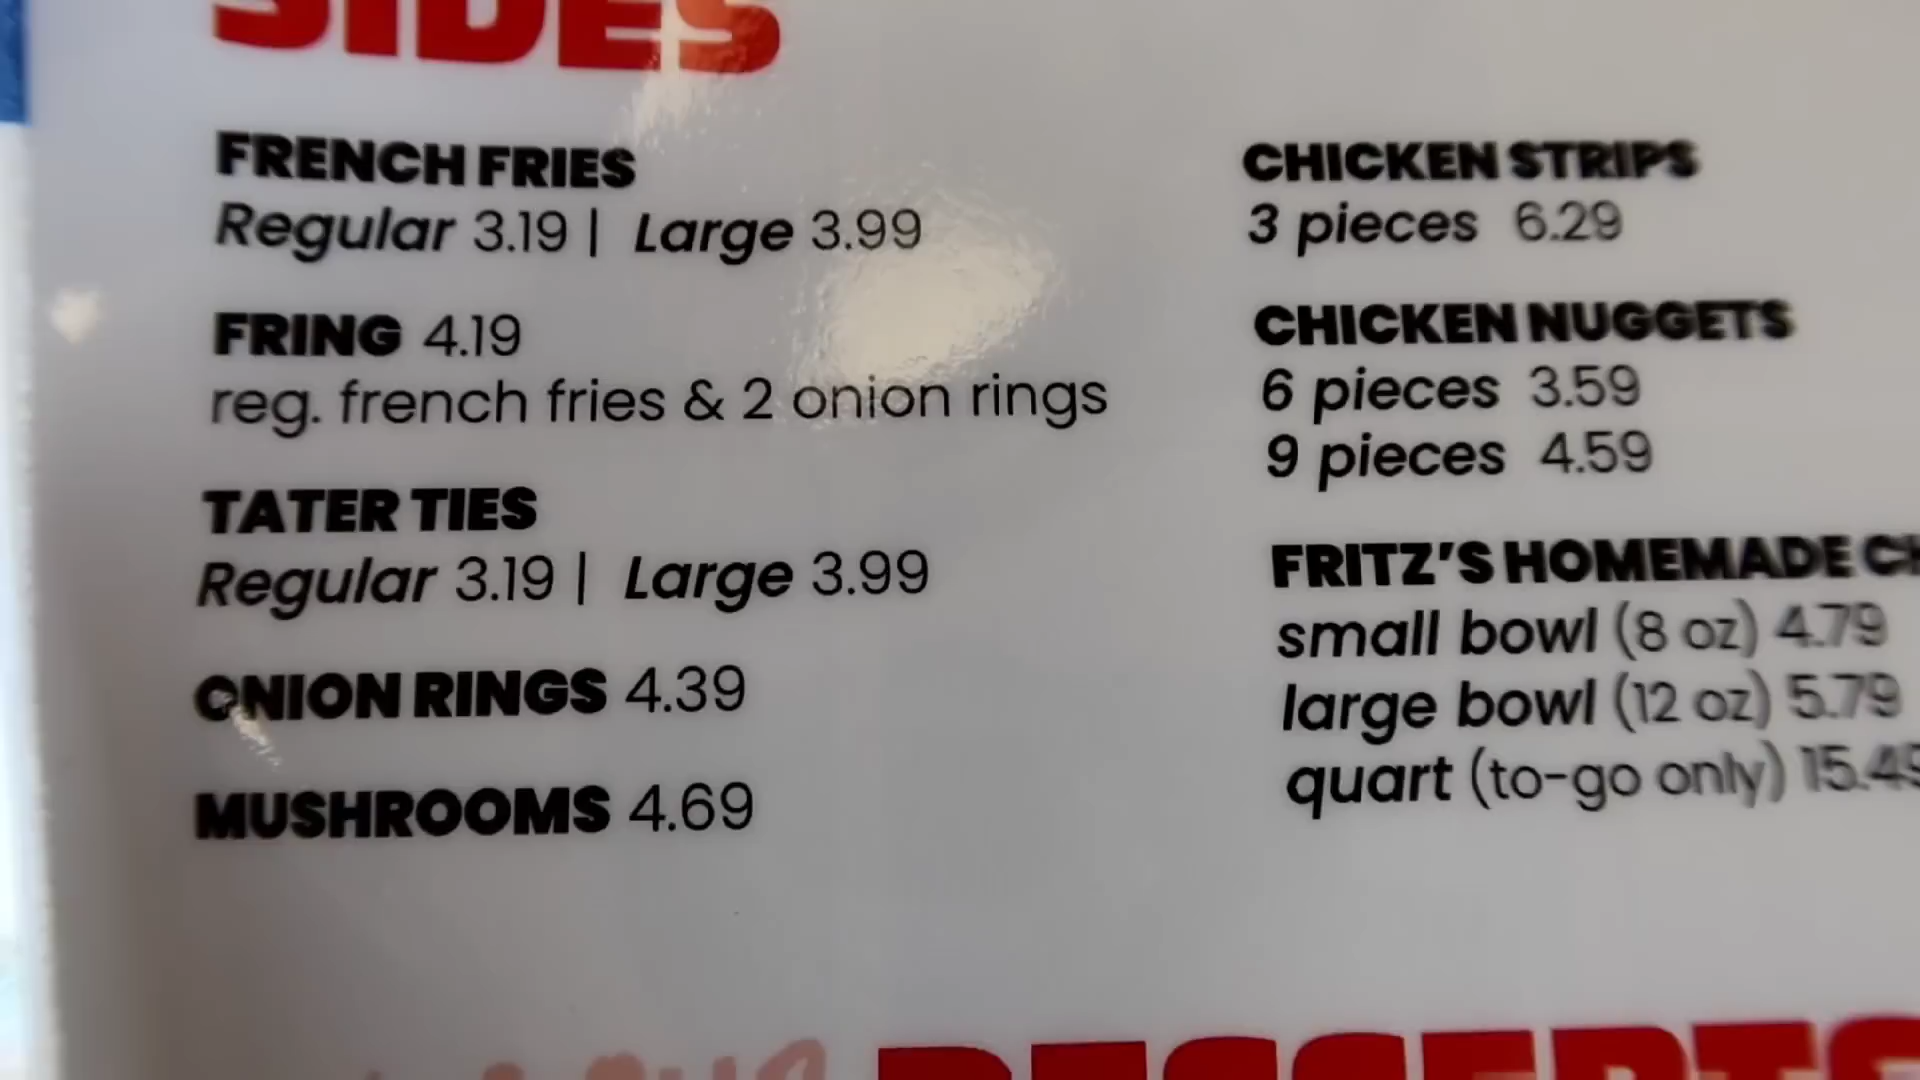 SIDES
FRENCH FRIES
Regular 3.19 | Large 3.99
FRING 4.19
reg. french fries & 2 onion rings
TATER TIES
Regular 3.19 | Large 3.99
ONION RINGS 4.39
MUSHROOMS 4.69
CHICKEN STRIPS
3 pieces 6.29
CHICKEN NUGGETS
6 pieces 3.59
9 pieces 4.59
FRITZ'S HOMEMADE
small bowl (8 oz) 4.79
large bowl (12 oz) 5.79
quart (to-go only) 15.49
DESSERTS